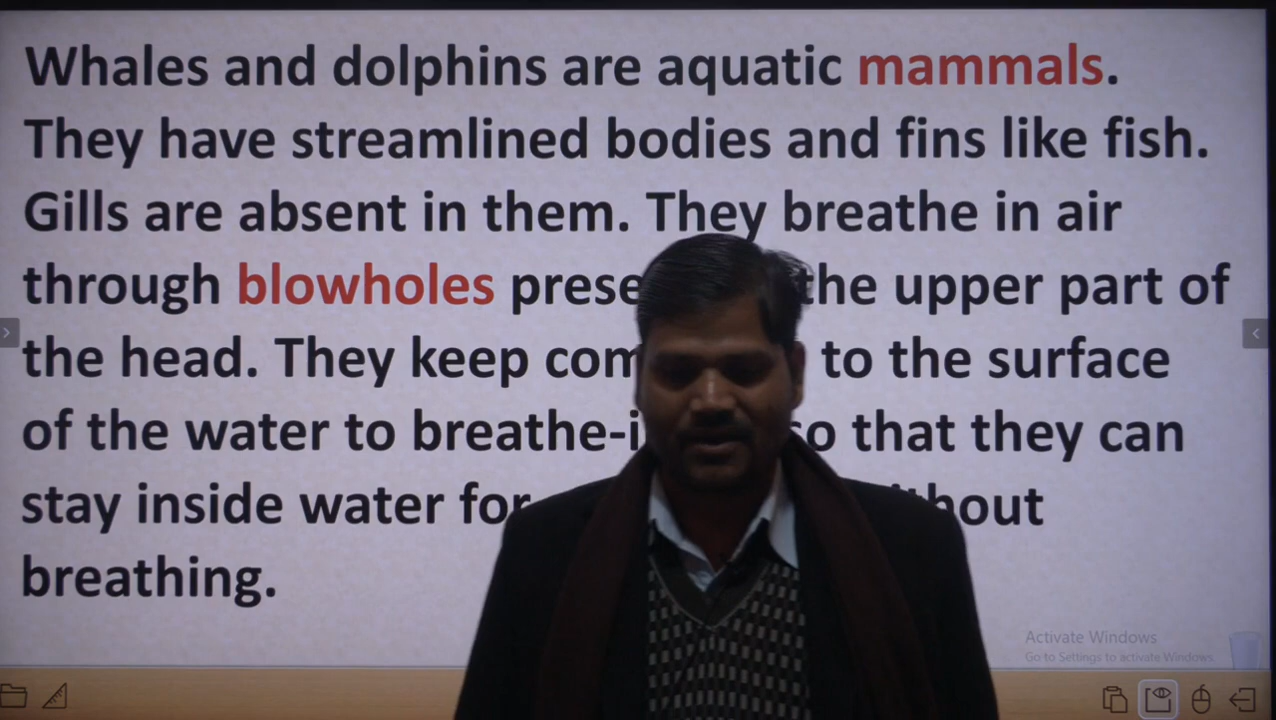 Whales and dolphins are aquatic mammals.
They have streamlined bodies and fins like fish.
Gills are absent in them. They breathe in air
through blowholes prese the upper part of
the head. They keep com to the surface
of the water to breathe-i so that they can
stay inside water for hout
breathing.
Activate Windows
Go to Settings to activate Windows.